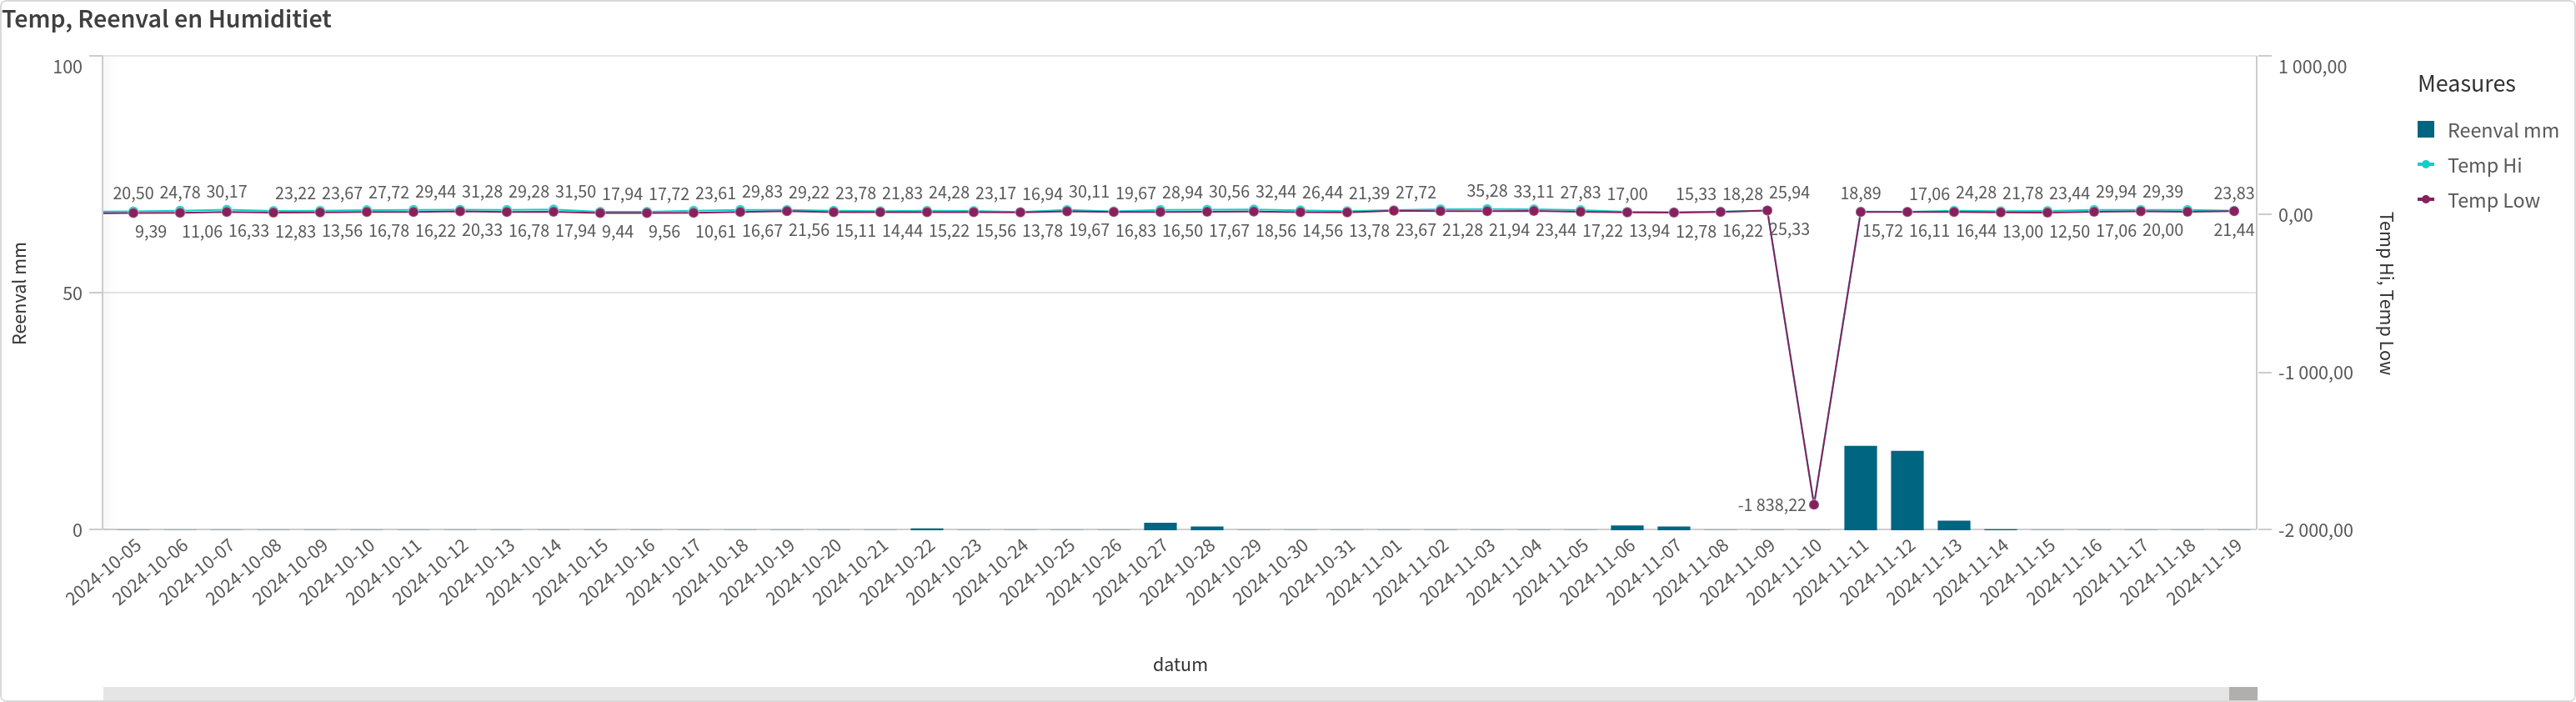 Temp, Reenval en Humiditiet
100
50
0
Reenval mm
1 000,00
0,00
-1 000,00
-2 000,00
Temp Hi, Temp Low
Measures
Reenval mm
Temp Hi
Temp Low
20,50 24,78 30,17 23,22 23,67 27,72 29,44 31,28 29,28 31,50 17,94 17,72 23,61 29,83 29,22 23,78 21,83 24,28 23,17 16,94 30,11 19,67 28,94 30,56 32,44 26,44 21,39 27,72 35,28 33,11 27,83 17,00 15,33 18,28 25,94 18,89 17,06 24,28 21,78 23,44 29,94 29,39 23,83
9,39 11,06 16,33 12,83 13,56 16,78 16,22 20,33 16,78 17,94 9,44 9,56 10,61 16,67 21,56 15,11 14,44 15,22 15,56 13,78 19,67 16,83 16,50 17,67 18,56 14,56 13,78 23,67 21,28 21,94 23,44 17,22 13,94 12,78 16,22 25,33 15,72 16,11 16,44 13,00 12,50 17,06 20,00 21,44
-1 838,22
2024-10-05 2024-10-06 2024-10-07 2024-10-08 2024-10-09 2024-10-10 2024-10-11 2024-10-12 2024-10-13 2024-10-14 2024-10-15 2024-10-16 2024-10-17 2024-10-18 2024-10-19 2024-10-20 2024-10-21 2024-10-22 2024-10-23 2024-10-24 2024-10-25 2024-10-26 2024-10-27 2024-10-28 2024-10-29 2024-10-30 2024-10-31 2024-11-01 2024-11-02 2024-11-03 2024-11-04 2024-11-05 2024-11-06 2024-11-07 2024-11-08 2024-11-09 2024-11-10 2024-11-11 2024-11-12 2024-11-13 2024-11-14 2024-11-15 2024-11-16 2024-11-17 2024-11-18 2024-11-19
datum